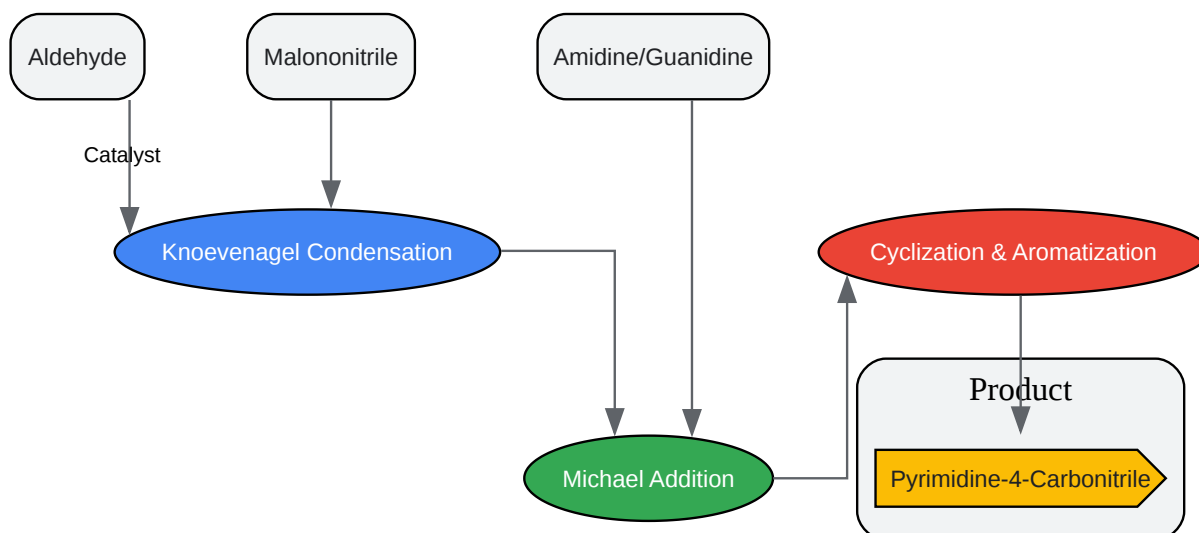 Aldehyde
Malononitrile
Amidine/Guanidine
Catalyst
Knoevenagel Condensation
Cyclization & Aromatization
Product
Michael Addition
Pyrimidine-4-Carbonitrile